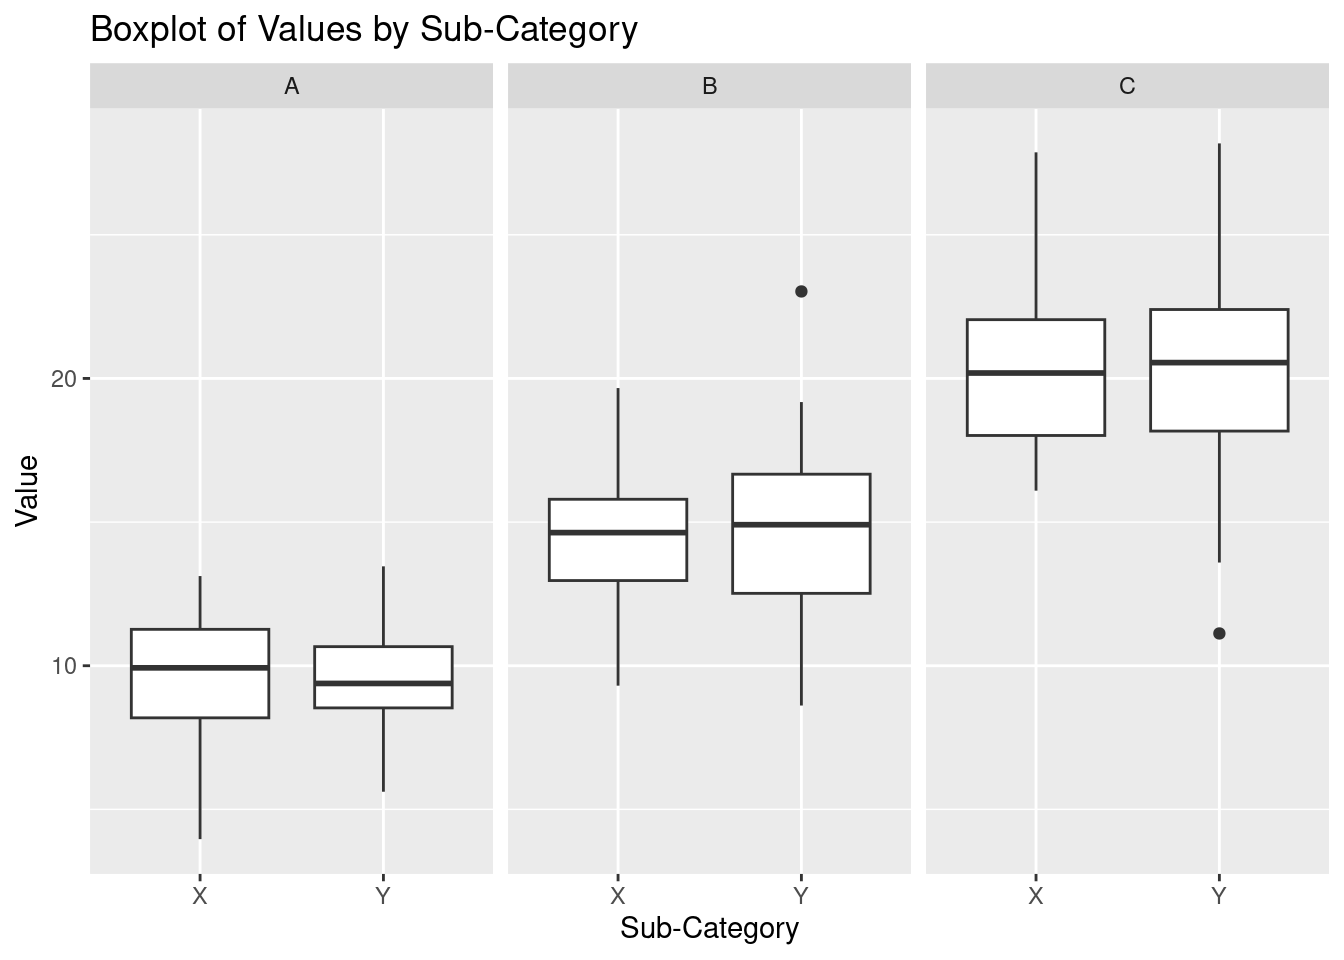 Boxplot of Values by Sub-Category
A B C
20
10
Value
X Y X Y X Y
Sub-Category